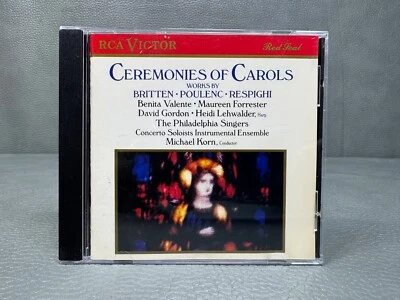 RCA VICTOR Red Seal
CEREMONIES OF CAROLS
WORKS BY
BRITTEN · POULENC · RESPIGHI
Benita Valente · Maureen Forrester
David Gordon · Heidi Lehwalder, Harp
The Philadelphia Singers
Concerto Soloists Instrumental Ensemble
Michael Korn, Conductor